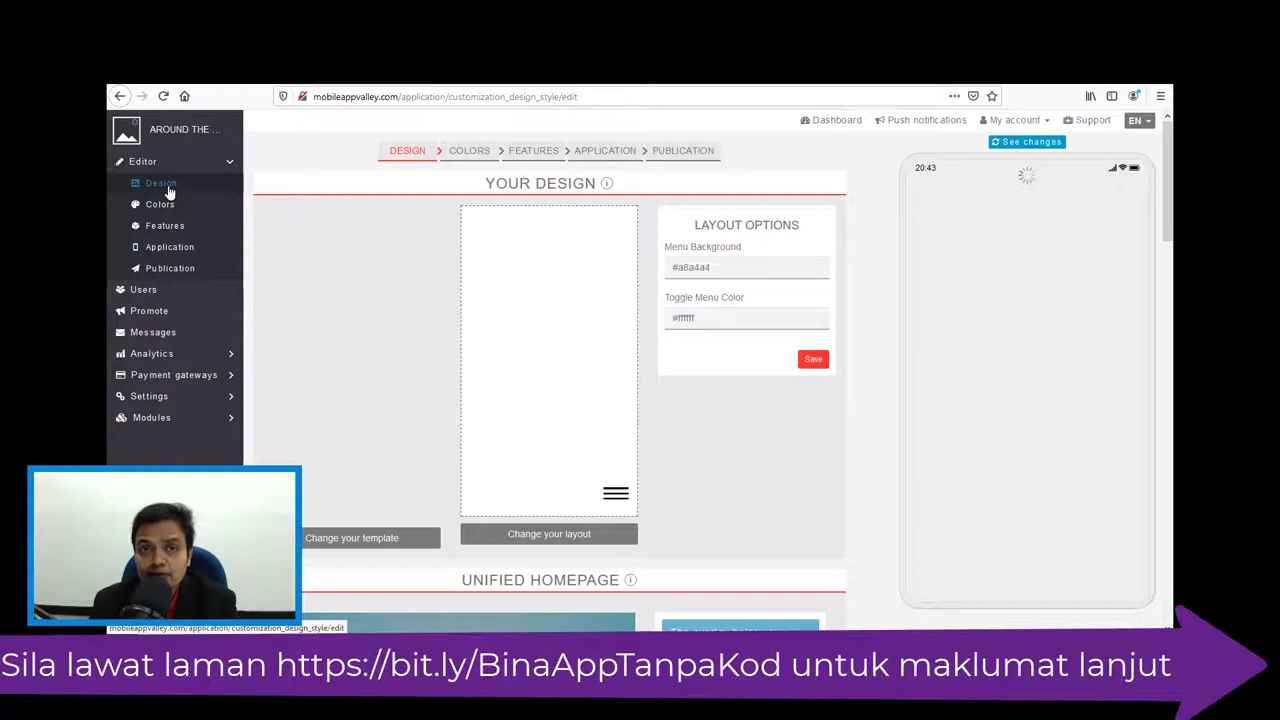 mobileappvalley.com/application/customization_design_style/edit
AROUND THE ...
Dashboard
Push notifications
My account
Support
EN
Editor
Design
Colors
Features
Application
Publication
Users
Promote
Messages
Analytics
Payment gateways
Settings
Modules
DESIGN
COLORS
FEATURES
APPLICATION
PUBLICATION
YOUR DESIGN
Change your template
Change your layout
LAYOUT OPTIONS
Menu Background
#a8a4a4
Toggle Menu Color
#ffffff
Save
UNIFIED HOMEPAGE
See changes
20:43
mobileappvalley.com/application/customization_design_style/edit
Sila lawat laman https://bit.ly/BinaAppTanpaKod untuk maklumat lanjut